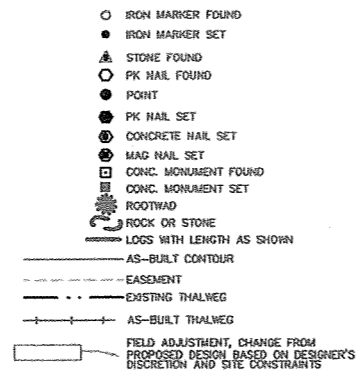 IRON MARKER FOUND
IRON MARKER SET
STONE FOUND
PK NAIL FOUND
POINT
PK NAIL SET
CONCRETE NAIL SET
MAG NAIL SET
CONC. MONUMENT FOUND
CONC. MONUMENT SET
ROOTWAD
ROCK OR STONE
LOGS WITH LENGTH AS SHOWN
AS-BUILT CONTOUR
EASEMENT
EXISTING THALWEG
AS-BUILT THALWEG
FIELD ADJUSTMENT, CHANGE FROM
PROPOSED DESIGN BASED ON DESIGNER'S
DISCRETION AND SITE CONSTRAINTS